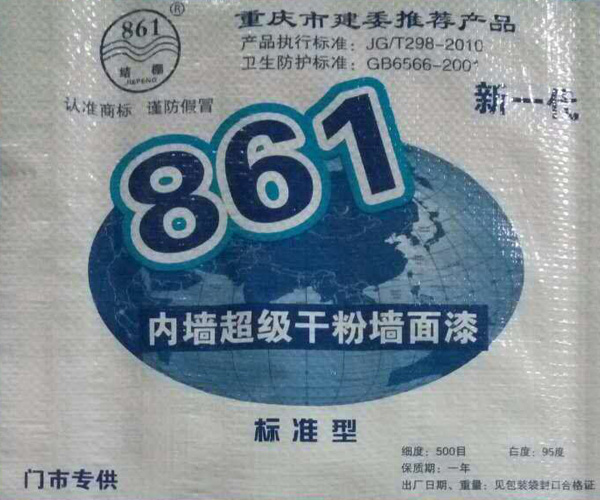 861
®
JIEPENG
认准商标 谨防假冒
重庆市建委推荐产品
产品执行标准：JG/T298-2010
卫生防护标准：GB6566-2001
新一代
861
内墙超级干粉墙面漆
标准型
门市专供
细度：500目 白度：95度
保质期：一年
出厂日期、重量：见包装袋封口合格证